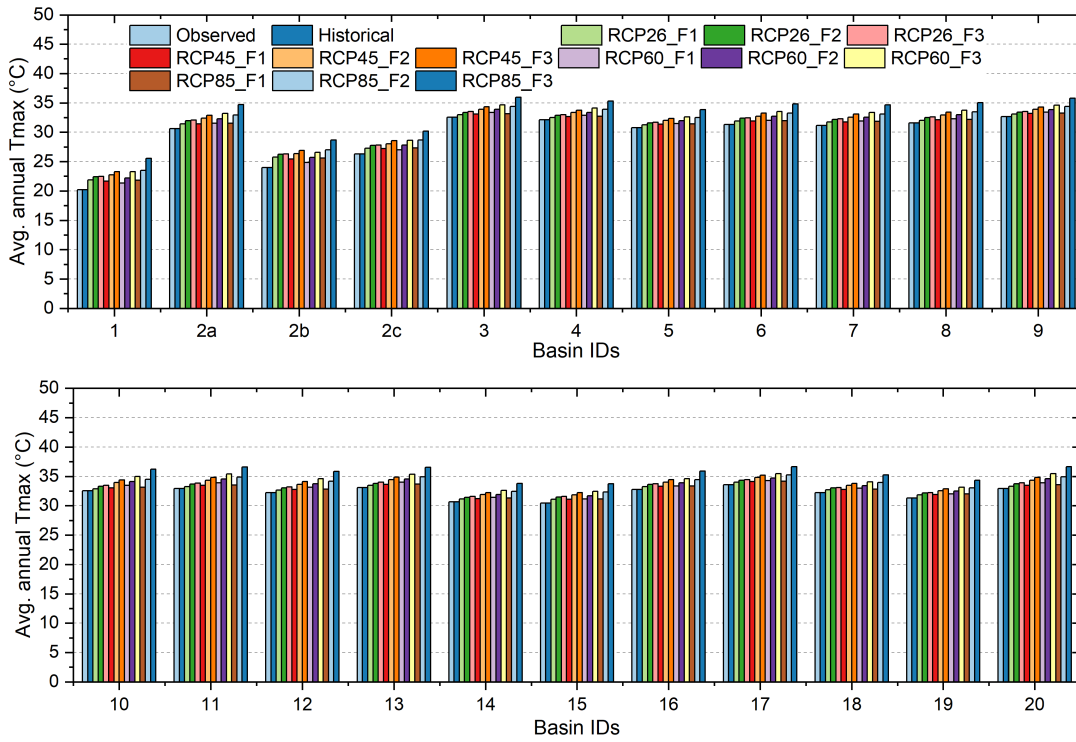 50
45
40
35
30
25
20
15
10
5
0
Avg. annual Tmax (°C)
Observed Historical RCP26_F1 RCP26_F2 RCP26_F3
RCP45_F1 RCP45_F2 RCP45_F3 RCP60_F1 RCP60_F2 RCP60_F3
RCP85_F1 RCP85_F2 RCP85_F3
1 2a 2b 2c 3 4 5 6 7 8 9
Basin IDs
50
45
40
35
30
25
20
15
10
5
0
Avg. annual Tmax (°C)
10 11 12 13 14 15 16 17 18 19 20
Basin IDs